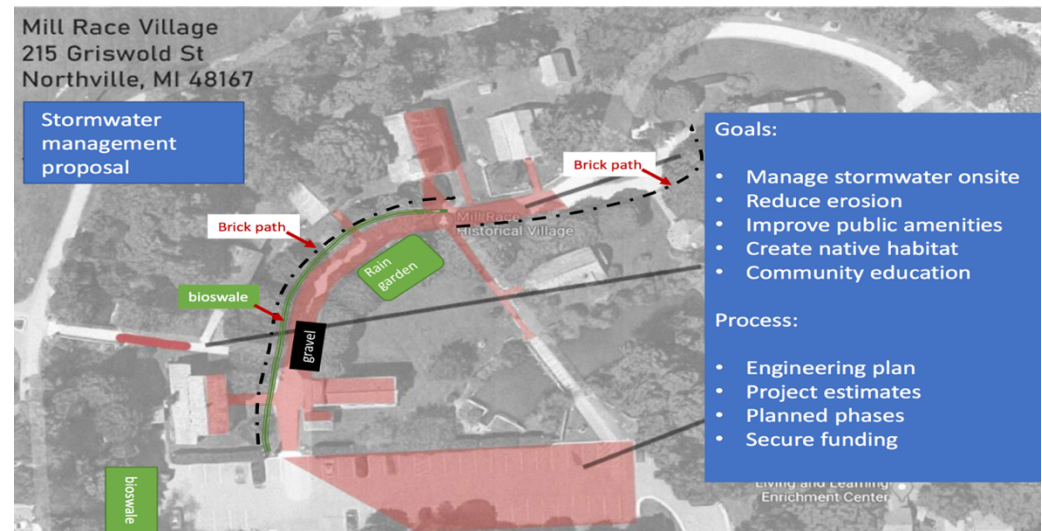 Mill Race Village
215 Griswold St
Northville, MI 48167
Stormwater
management
proposal
Goals:
• Manage stormwater onsite
• Reduce erosion
• Improve public amenities
• Create native habitat
• Community education
Process:
• Engineering plan
• Project estimates
• Planned phases
• Secure funding
Brick path
Brick path
Mill Race
Historical Village
Rain
garden
bioswale
gravel
bioswale
Living and Learning
Enrichment Center